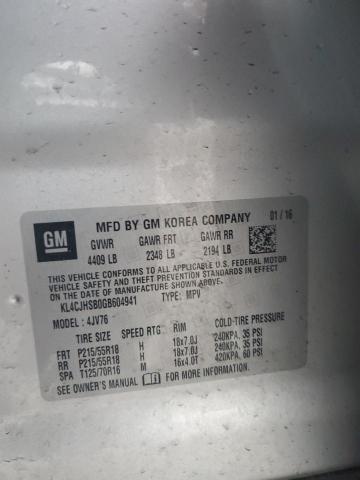 GM
MFD BY GM KOREA COMPANY 01 / 16
GVWR GAWR FRT GAWR RR
4409 LB 2348 LB 2194 LB
THIS VEHICLE CONFORMS TO ALL APPLICABLE U.S. FEDERAL
MOTOR VEHICLE SAFETY AND THEFT PREVENTION STANDARDS
IN EFFECT ON THE DATE OF MANUFACTURE SHOWN ABOVE.
KL4CJHSB0GB604941 TYPE: MPV
MODEL: 4JV76
TIRE SIZE SPEED RTG RIM COLD-TIRE PRESSURE
FRT P215/55R18 H 18x7.0J 240KPA, 35 PSI
RR P215/55R18 H 18x7.0J 240KPA, 35 PSI
SPA T125/70R16 M 16x4.0T 420KPA, 60 PSI
SEE OWNER'S MANUAL FOR MORE INFORMATION.